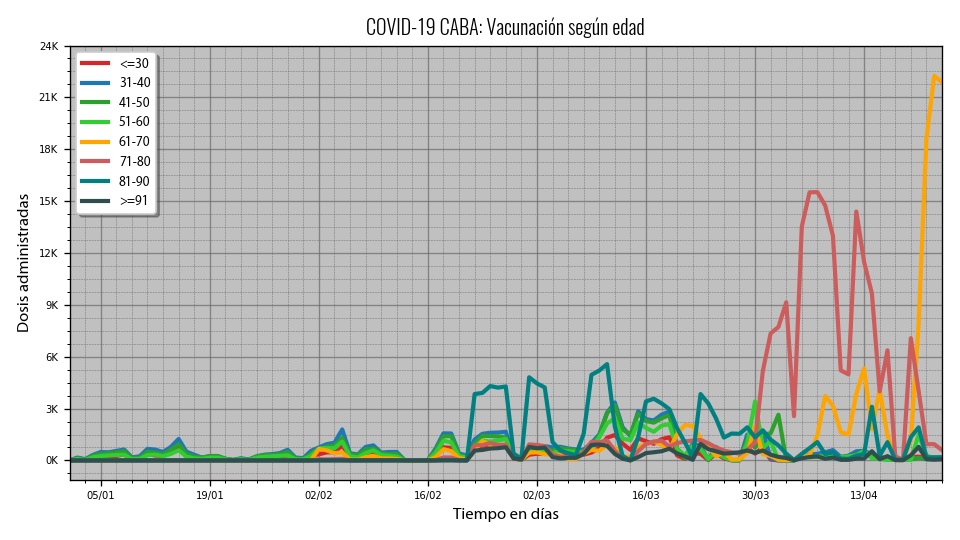 COVID-19 CABA: Vacunación según edad
Dosis administradas
24K
21K
18K
15K
12K
9K
6K
3K
0K
<=30
31-40
41-50
51-60
61-70
71-80
81-90
>=91
05/01 19/01 02/02 16/02 02/03 16/03 30/03 13/04
Tiempo en días